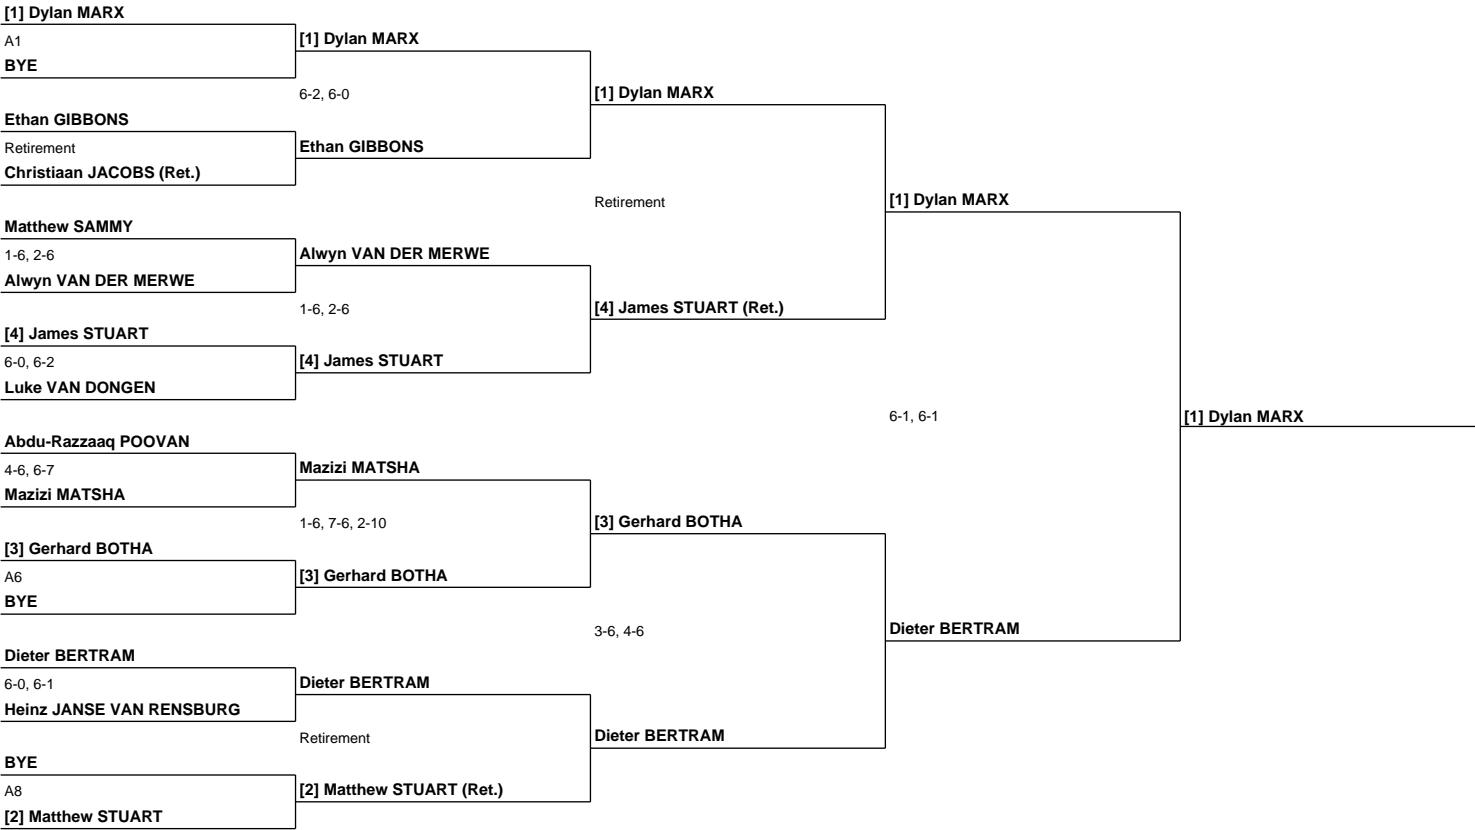 [1] Dylan MARX
A1
BYE
Ethan GIBBONS
Retirement
Christiaan JACOBS (Ret.)
Matthew SAMMY
1-6, 2-6
Alwyn VAN DER MERWE
[4] James STUART
6-0, 6-2
Luke VAN DONGEN
Abdu-Razzaaq POOVAN
4-6, 6-7
Mazizi MATSHA
[3] Gerhard BOTHA
A6
BYE
Dieter BERTRAM
6-0, 6-1
Heinz JANSE VAN RENSBURG
BYE
A8
[2] Matthew STUART
[1] Dylan MARX
6-2, 6-0
Ethan GIBBONS
Alwyn VAN DER MERWE
1-6, 2-6
[4] James STUART
Mazizi MATSHA
1-6, 7-6, 2-10
[3] Gerhard BOTHA
Dieter BERTRAM
Retirement
[2] Matthew STUART (Ret.)
[1] Dylan MARX
Retirement
[4] James STUART (Ret.)
[3] Gerhard BOTHA
3-6, 4-6
Dieter BERTRAM
[1] Dylan MARX
6-1, 6-1
Dieter BERTRAM
[1] Dylan MARX